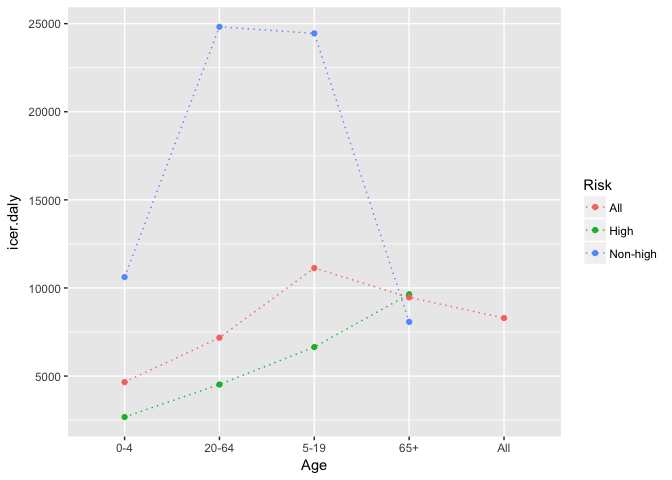 25000
20000
15000
10000
5000
icer.daly
0-4 20-64 5-19 65+ All
Age
Risk
All
High
Non-high